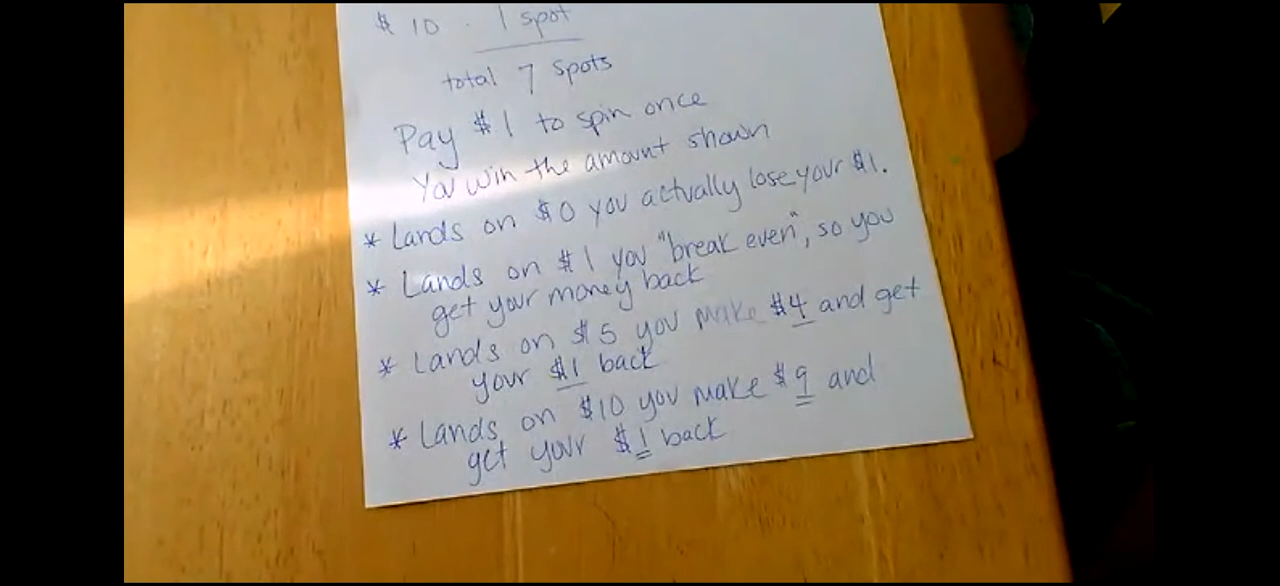 $ 10 . 1 spot
total 7 spots
Pay $1 to spin once
You win the amount shown
* Lands on $0 you actually lose your $1.
* Lands on $1 you "break even", so you
get your money back
* Lands on $5 you make $4 and get
your $1 back
* Lands on $10 you make $9 and
get your $1 back